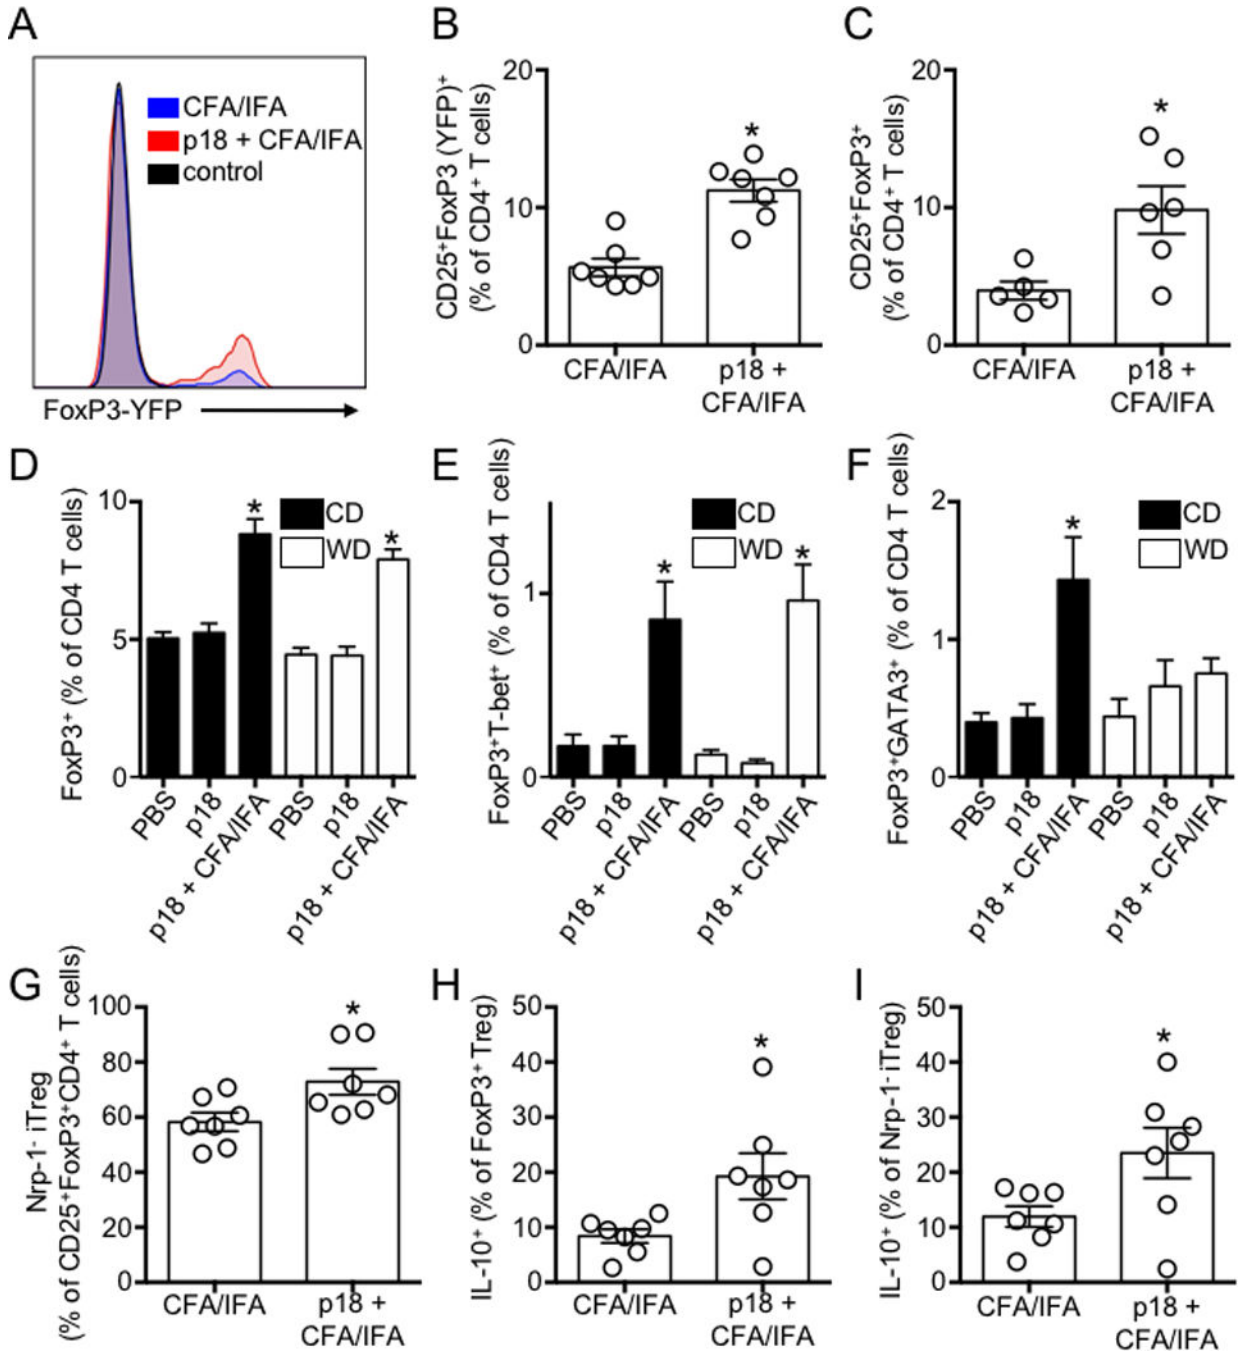 A
CFA/IFA
p18 + CFA/IFA
control
FoxP3-YFP
B
CD25⁺FoxP3 (YFP)⁺
(% of CD4⁺ T cells)
20
10
0
*
CFA/IFA
p18 +
CFA/IFA
C
CD25⁺FoxP3⁺
(% of CD4⁺ T cells)
20
10
0
*
CFA/IFA
p18 +
CFA/IFA
D
FoxP3⁺ (% of CD4 T cells)
10
5
0
*
*
CD
WD
PBS
p18
p18 + CFA/IFA
PBS
p18
p18 + CFA/IFA
E
FoxP3⁺T-bet⁺ (% of CD4 T cells)
1
0
*
*
CD
WD
PBS
p18
p18 + CFA/IFA
PBS
p18
p18 + CFA/IFA
F
FoxP3⁺GATA3⁺ (% of CD4 T cells)
2
1
0
*
CD
WD
PBS
p18
p18 + CFA/IFA
PBS
p18
p18 + CFA/IFA
G
Nrp-1⁻ iTreg
(% of CD25⁺FoxP3⁺CD4⁺ T cells)
100
80
60
40
20
0
*
CFA/IFA
p18 +
CFA/IFA
H
IL-10⁺ (% of FoxP3⁺ Treg)
50
40
30
20
10
0
*
CFA/IFA
p18 +
CFA/IFA
I
IL-10⁺ (% of Nrp-1⁻ iTreg)
50
40
30
20
10
0
*
CFA/IFA
p18 +
CFA/IFA